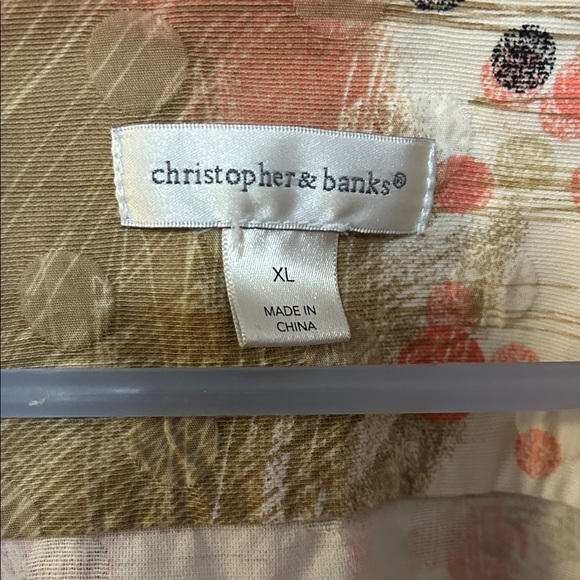 christopher & banks®
XL
MADE IN
CHINA